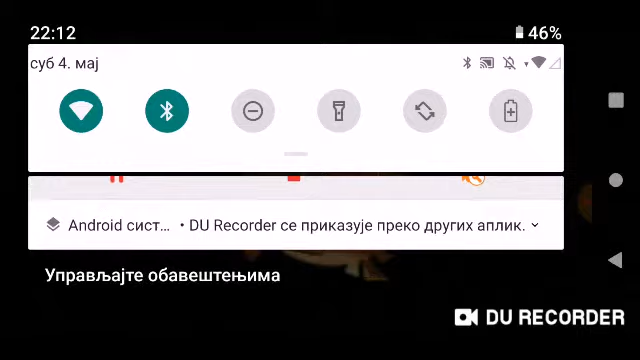 22:12
46%
суб 4. мај
Android сист… • DU Recorder се приказује преко других аплик.
Управљајте обавештењима
DU RECORDER